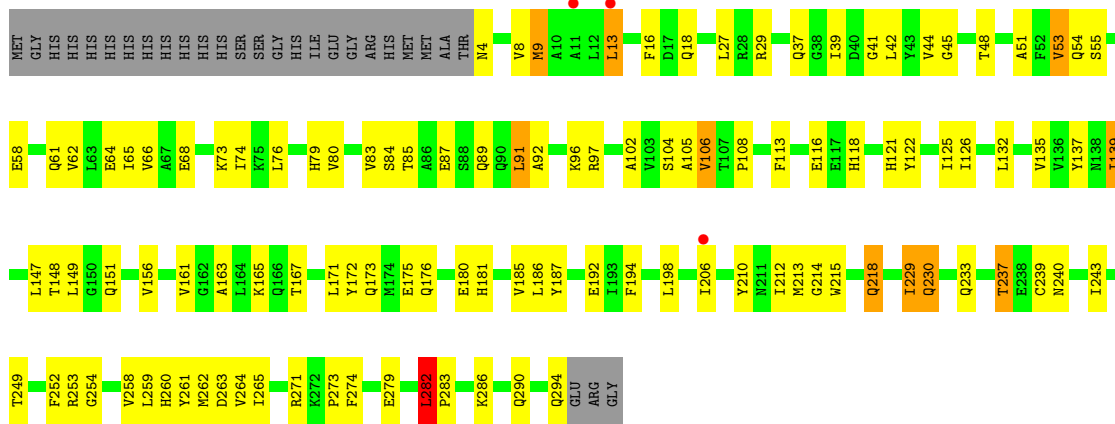 MET GLY HIS HIS HIS HIS HIS HIS HIS HIS HIS HIS SER SER GLY HIS ILE GLU GLY ARG HIS MET MET ALA THR N4 V8 M9 A10 A11 L12 L13 F16 D17 Q18 L27 R28 R29 Q37 G38 I39 D40 G41 L42 Y43 V44 G45 T48 A51 F52 V53 Q54 S55
E58 Q61 V62 L63 E64 I65 V66 A67 E68 K73 I74 K75 L76 H79 V80 V83 S84 T85 A86 E87 S88 Q89 Q90 L91 A92 K96 R97 A102 V103 S104 A105 V106 T107 P108 F113 E116 E117 H118 H121 Y122 I125 I126 L132 V135 V136 Y137 N138 I139
L147 T148 L149 G150 Q151 V156 V161 G162 A163 L164 K165 Q166 T167 L171 Y172 Q173 M174 E175 Q176 E180 H181 V185 L186 Y187 E192 I193 F194 L198 I206 Y210 N211 I212 M213 G214 W215 Q218 I229 Q230 Q233 T237 E238 C239 N240 I243
T249 F252 R253 G254 V258 L259 H260 Y261 M262 D263 V264 I265 R271 K272 P273 F274 E279 L282 P283 K286 Q290 Q294 GLU ARG GLY